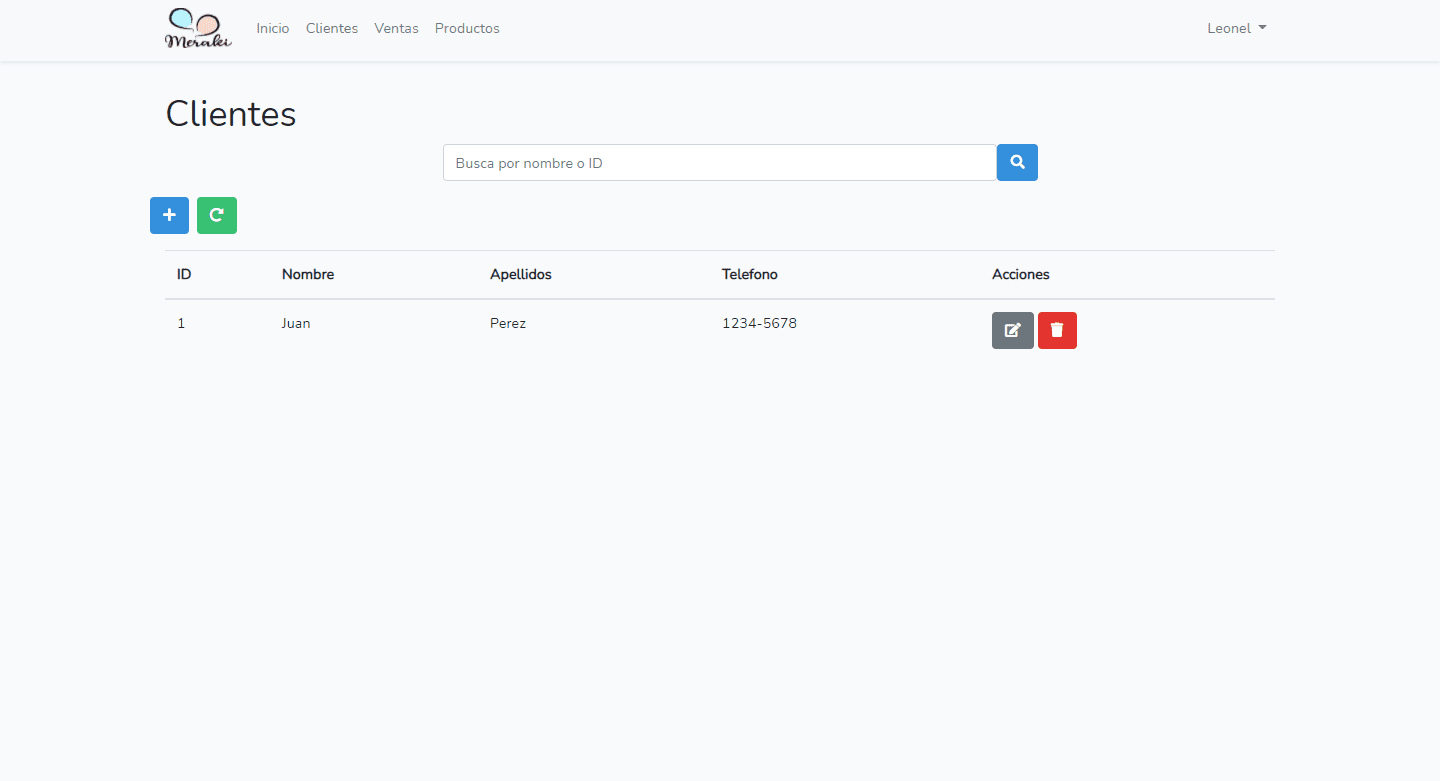 Meraki Inicio Clientes Ventas Productos Leonel
Clientes
Busca por nombre o ID
ID Nombre Apellidos Telefono Acciones
1 Juan Perez 1234-5678